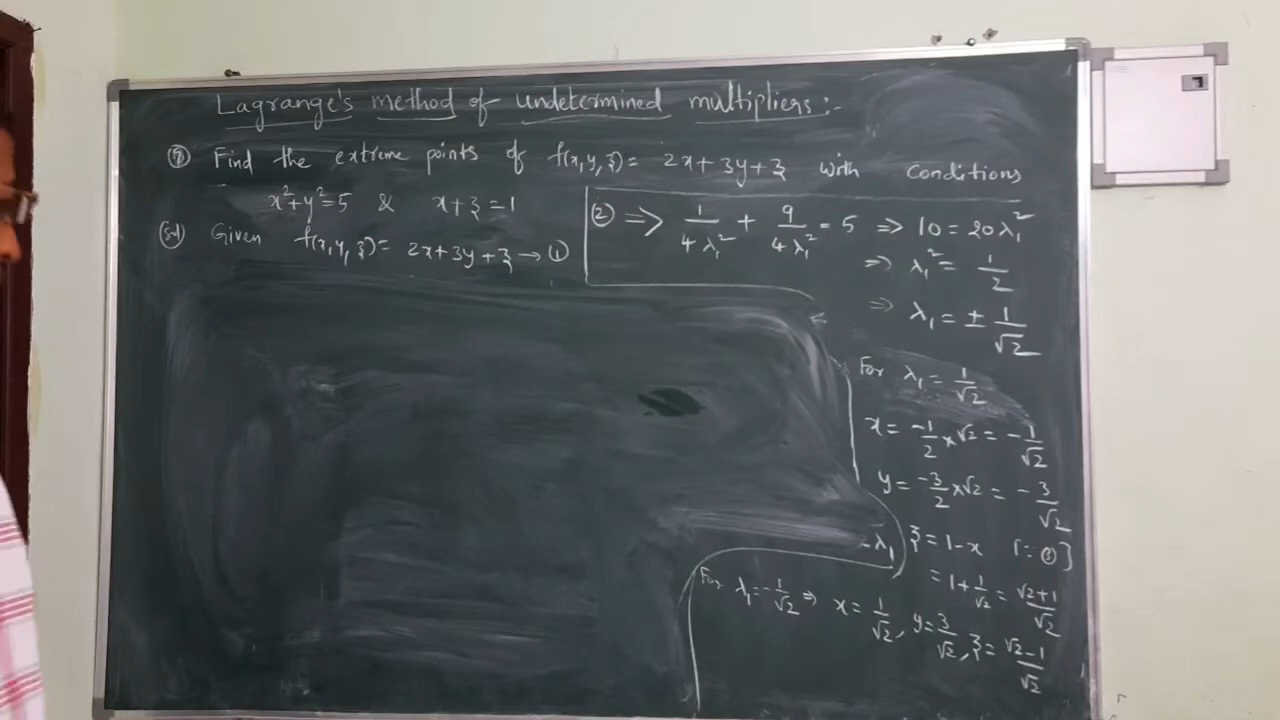 Lagrange's method of undetermined multipliers:-
Find the extreme points of f(x,y,z) = 2x+3y+z with conditions
x²+y²=5 & x+z=1
(Sol) Given f(x,y,z) = 2x+3y+z → ①
② ⇒ 1/4λ₁² + 9/4λ₁² = 5 ⇒ 10 = 20λ₁²
⇒ λ₁² = 1/2
⇒ λ₁ = ± 1/√2
For λ₁ = 1/√2
x = -1/2 × √2 = -1/√2
y = -3/2 × √2 = -3/√2
-λ₁
z = 1-x [∵ ③]
= 1+1/√2 = √2+1/√2
For λ₁ = -1/√2 ⇒ x = 1/√2, y = 3/√2, z = √2-1/√2